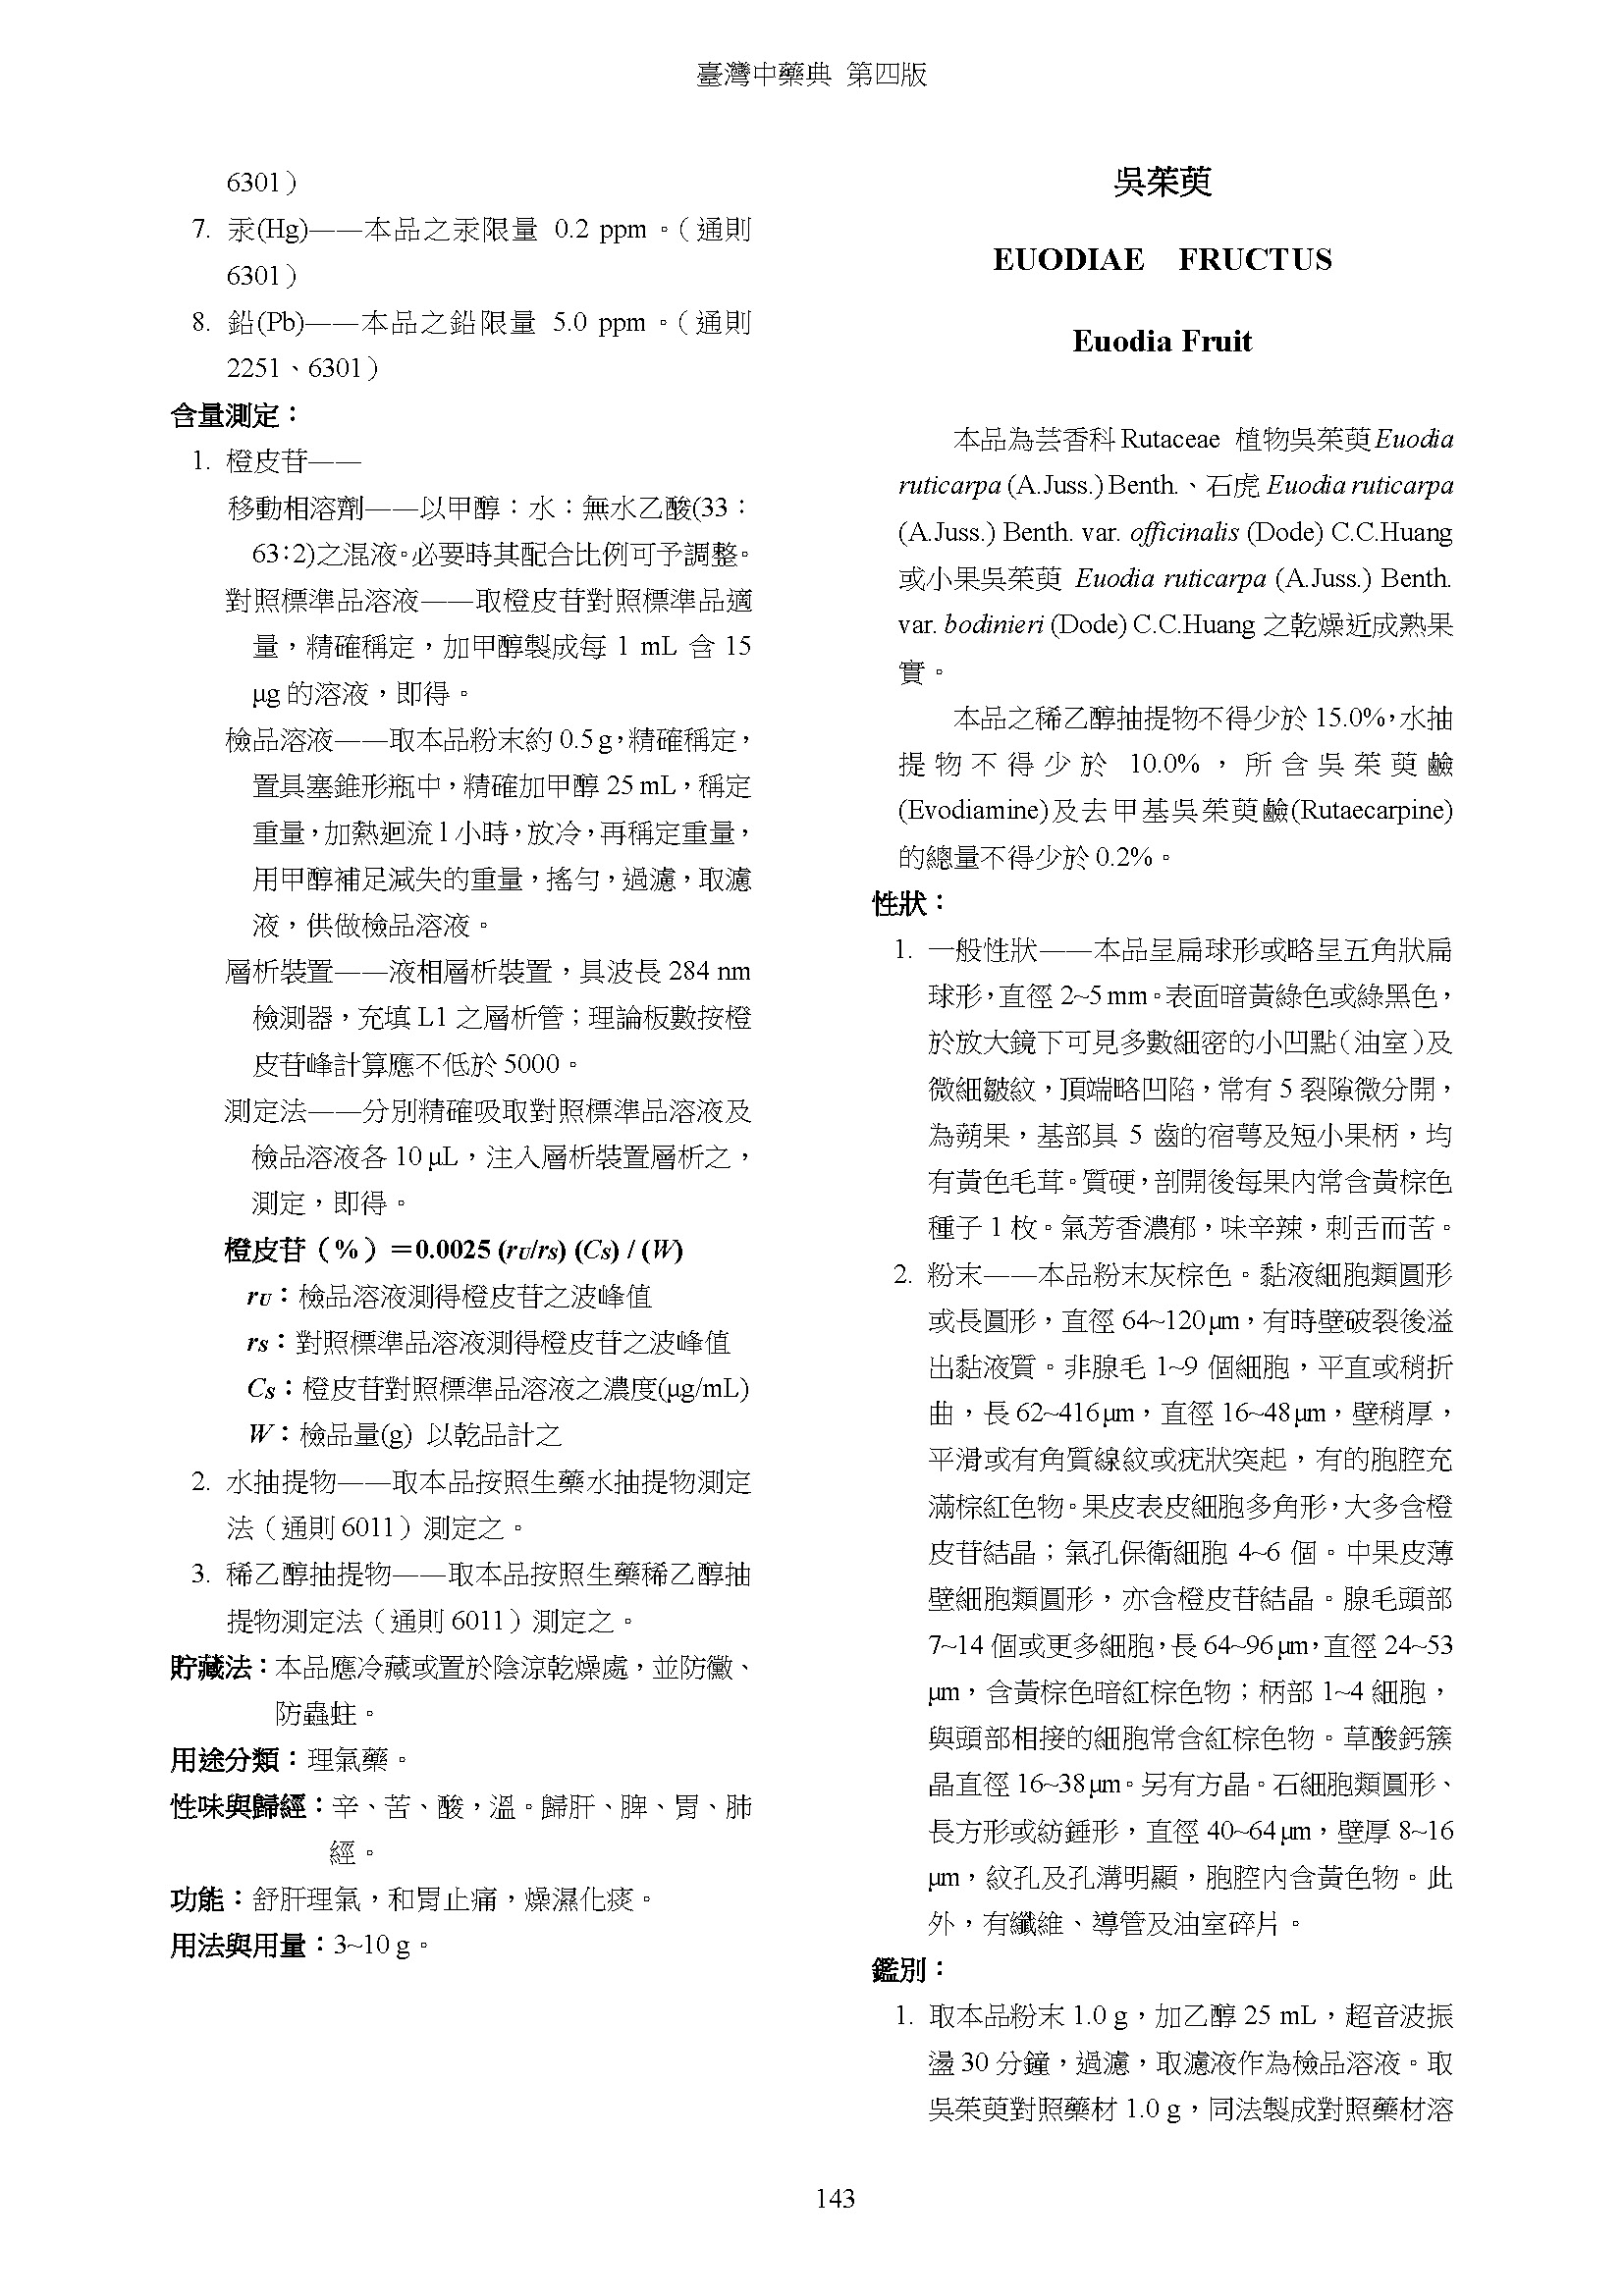 臺灣中藥典 第四版
6301）
7. 汞(Hg)——本品之汞限量 0.2 ppm。（通則
6301）
8. 鉛(Pb)——本品之鉛限量 5.0 ppm。（通則
2251、6301）
含量測定：
1. 橙皮苷——
移動相溶劑——以甲醇：水：無水乙酸(33：
63：2)之混液。必要時其配合比例可予調整。
對照標準品溶液——取橙皮苷對照標準品適
量，精確稱定，加甲醇製成每 1 mL 含 15
μg 的溶液，即得。
檢品溶液——取本品粉末約 0.5 g，精確稱定，
置具塞錐形瓶中，精確加甲醇 25 mL，稱定
重量，加熱迴流 1 小時，放冷，再稱定重量，
用甲醇補足減失的重量，搖勻，過濾，取濾
液，供做檢品溶液。
層析裝置——液相層析裝置，具波長 284 nm
檢測器，充填 L1 之層析管；理論板數按橙
皮苷峰計算應不低於 5000。
測定法——分別精確吸取對照標準品溶液及
檢品溶液各 10 μL，注入層析裝置層析之，
測定，即得。
橙皮苷（%）＝0.0025 (rU/rS) (CS) / (W)
rU：檢品溶液測得橙皮苷之波峰值
rS：對照標準品溶液測得橙皮苷之波峰值
CS：橙皮苷對照標準品溶液之濃度(μg/mL)
W：檢品量(g) 以乾品計之
2. 水抽提物——取本品按照生藥水抽提物測定
法（通則 6011）測定之。
3. 稀乙醇抽提物——取本品按照生藥稀乙醇抽
提物測定法（通則 6011）測定之。
貯藏法：本品應冷藏或置於陰涼乾燥處，並防黴、
防蟲蛀。
用途分類：理氣藥。
性味與歸經：辛、苦、酸，溫。歸肝、脾、胃、肺
經。
功能：舒肝理氣，和胃止痛，燥濕化痰。
用法與用量：3~10 g。
吳茱萸
EUODIAE FRUCTUS
Euodia Fruit
本品為芸香科 Rutaceae 植物吳茱萸 Euodia
ruticarpa (A.Juss.) Benth.、石虎 Euodia ruticarpa
(A.Juss.) Benth. var. officinalis (Dode) C.C.Huang
或小果吳茱萸 Euodia ruticarpa (A.Juss.) Benth.
var. bodinieri (Dode) C.C.Huang 之乾燥近成熟果
實。
本品之稀乙醇抽提物不得少於 15.0%，水抽
提物不得少於 10.0%，所含吳茱萸鹼
(Evodiamine)及去甲基吳茱萸鹼(Rutaecarpine)
的總量不得少於 0.2%。
性狀：
1. 一般性狀——本品呈扁球形或略呈五角狀扁
球形，直徑 2~5 mm。表面暗黃綠色或綠黑色，
於放大鏡下可見多數細密的小凹點（油室）及
微細皺紋，頂端略凹陷，常有 5 裂隙微分開，
為蒴果，基部具 5 齒的宿萼及短小果柄，均
有黃色毛茸。質硬，剖開後每果內常含黃棕色
種子 1 枚。氣芳香濃郁，味辛辣，刺舌而苦。
2. 粉末——本品粉末灰棕色。黏液細胞類圓形
或長圓形，直徑 64~120 μm，有時壁破裂後溢
出黏液質。非腺毛 1~9 個細胞，平直或稍折
曲，長 62~416 μm，直徑 16~48 μm，壁稍厚，
平滑或有角質線紋或疣狀突起，有的胞腔充
滿棕紅色物。果皮表皮細胞多角形，大多含橙
皮苷結晶；氣孔保衛細胞 4~6 個。中果皮薄
壁細胞類圓形，亦含橙皮苷結晶。腺毛頭部
7~14 個或更多細胞，長 64~96 μm，直徑 24~53
μm，含黃棕色暗紅棕色物；柄部 1~4 細胞，
與頭部相接的細胞常含紅棕色物。草酸鈣簇
晶直徑 16~38 μm。另有方晶。石細胞類圓形、
長方形或紡錘形，直徑 40~64 μm，壁厚 8~16
μm，紋孔及孔溝明顯，胞腔內含黃色物。此
外，有纖維、導管及油室碎片。
鑑別：
1. 取本品粉末 1.0 g，加乙醇 25 mL，超音波振
盪 30 分鐘，過濾，取濾液作為檢品溶液。取
吳茱萸對照藥材 1.0 g，同法製成對照藥材溶
143